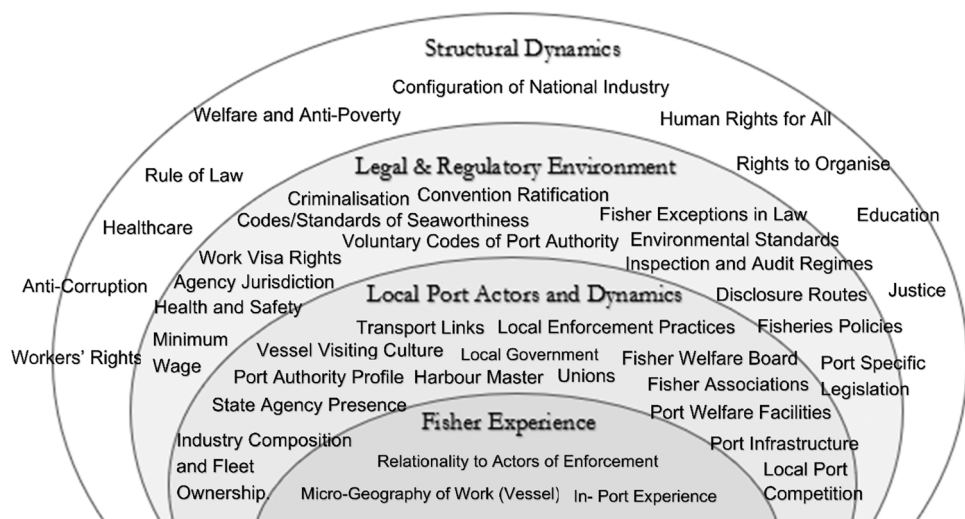 Structural Dynamics
Configuration of National Industry
Welfare and Anti-Poverty
Human Rights for All
Legal & Regulatory Environment
Rights to Organise
Rule of Law
Criminalisation
Convention Ratification
Codes/Standards of Seaworthiness
Fisher Exceptions in Law
Education
Healthcare
Voluntary Codes of Port Authority
Environmental Standards
Work Visa Rights
Inspection and Audit Regimes
Anti-Corruption
Agency Jurisdiction
Local Port Actors and Dynamics
Disclosure Routes
Justice
Health and Safety
Transport Links
Local Enforcement Practices
Fisheries Policies
Minimum
Wage
Workers' Rights
Vessel Visiting Culture
Local Government
Fisher Welfare Board
Port Specific
Legislation
Port Authority Profile
Harbour Master
Unions
Fisher Associations
State Agency Presence
Port Welfare Facilities
Fisher Experience
Industry Composition
and Fleet
Ownership.
Port Infrastructure
Relationality to Actors of Enforcement
Local Port
Competition
Micro-Geography of Work (Vessel)
In- Port Experience